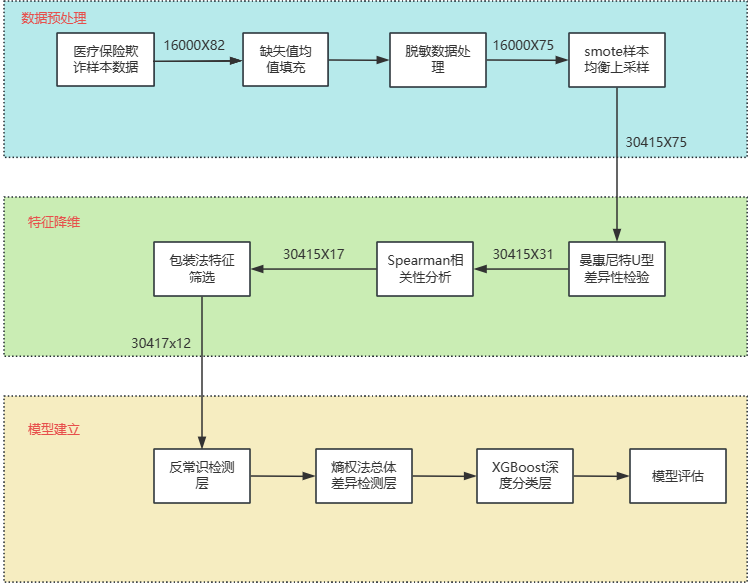 数据预处理
医疗保险欺
诈样本数据
16000X82
缺失值均
值填充
脱敏数据处
理
16000X75
smote样本
均衡上采样
30415X75
特征降维
曼惠尼特U型
差异性检验
30415X31
Spearman相
关性分析
30415X17
包装法特征
筛选
30417x12
模型建立
反常识检测
层
熵权法总体
差异检测层
XGBoost深
度分类层
模型评估